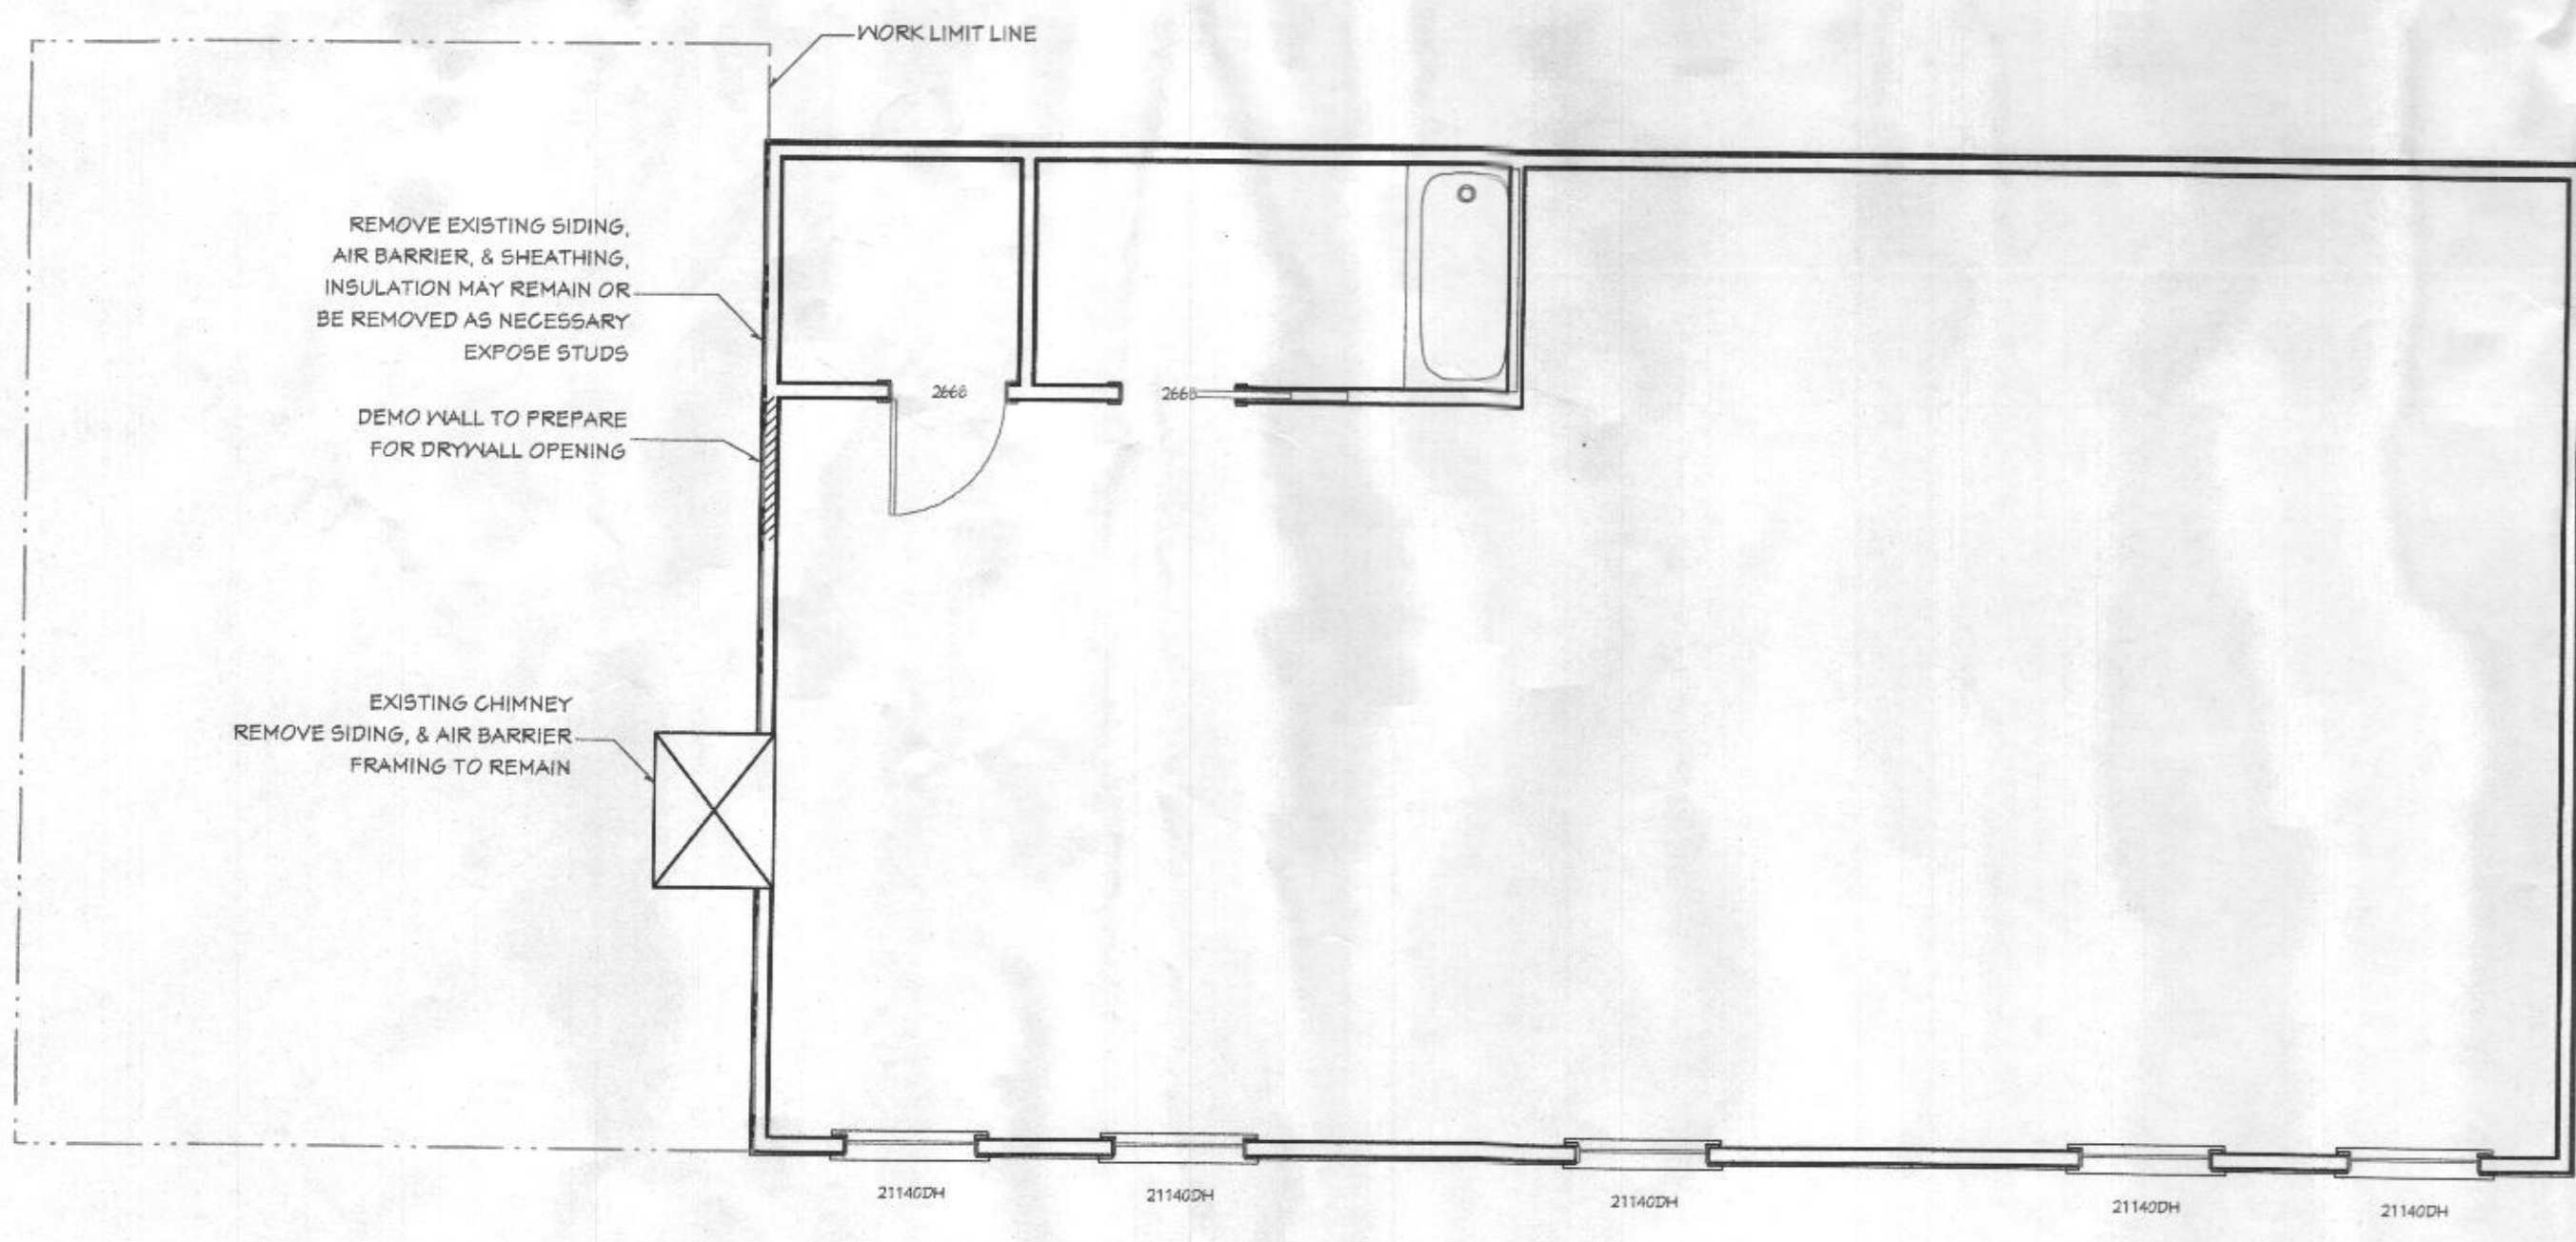 WORK LIMIT LINE
REMOVE EXISTING SIDING,
AIR BARRIER, & SHEATHING,
INSULATION MAY REMAIN OR
BE REMOVED AS NECESSARY
EXPOSE STUDS
2668
2668
DEMO WALL TO PREPARE
FOR DRYWALL OPENING
EXISTING CHIMNEY
REMOVE SIDING, & AIR BARRIER
FRAMING TO REMAIN
21140DH
21140DH
21140DH
21140DH
21140DH